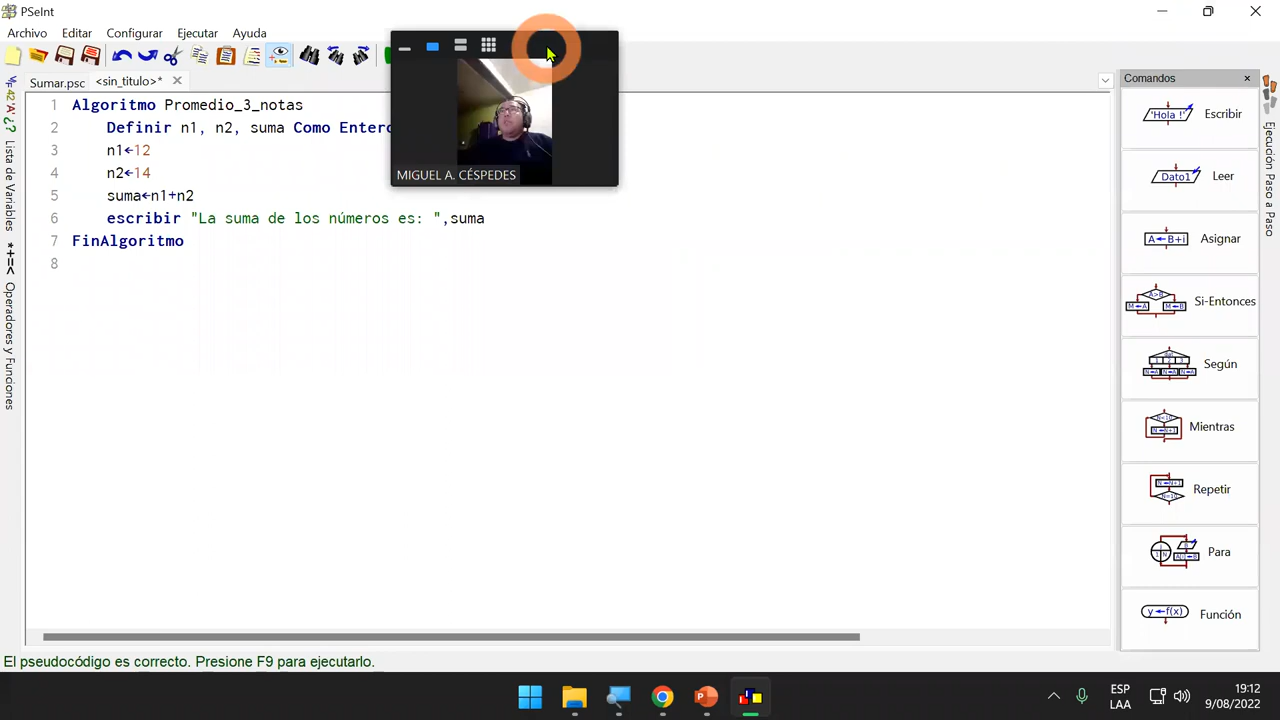 PSeInt
Archivo Editar Configurar Ejecutar Ayuda
Sumar.psc <sin_titulo>*
MIGUEL A. CÉSPEDES
1 Algoritmo Promedio_3_notas
2 Definir n1, n2, suma Como Entero
3 n1←12
4 n2←14
5 suma←n1+n2
6 escribir "La suma de los números es: ",suma
7 FinAlgoritmo
8
Lista de Variables
Operadores y Funciones
Comandos
'Hola !' Escribir
Dato1 Leer
A←B+i Asignar
Si-Entonces
Según
Mientras
Repetir
Para
y←f(x) Función
Ejecución Paso a Paso
El pseudocódigo es correcto. Presione F9 para ejecutarlo.
ESP
LAA
19:12
9/08/2022